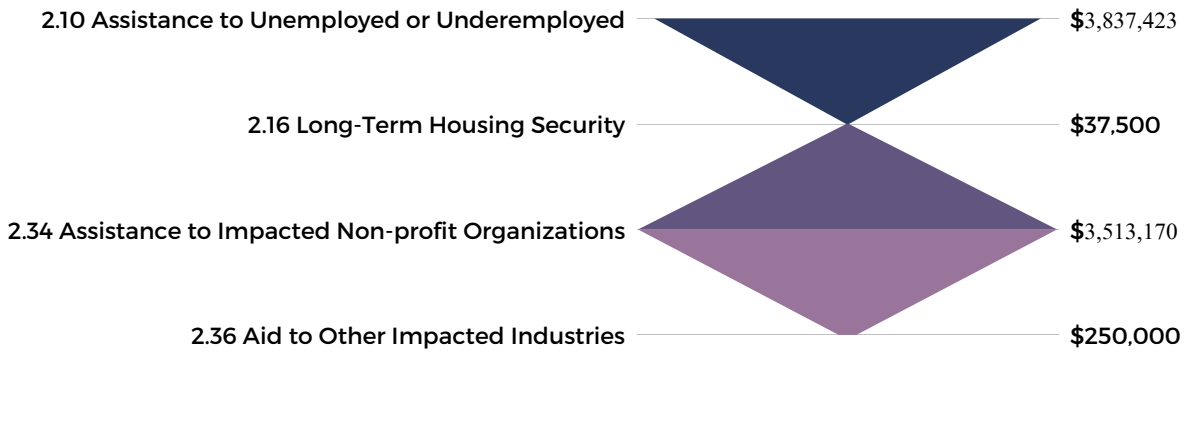 2.10 Assistance to Unemployed or Underemployed $3,837,423
2.16 Long-Term Housing Security $37,500
2.34 Assistance to Impacted Non-profit Organizations $3,513,170
2.36 Aid to Other Impacted Industries $250,000